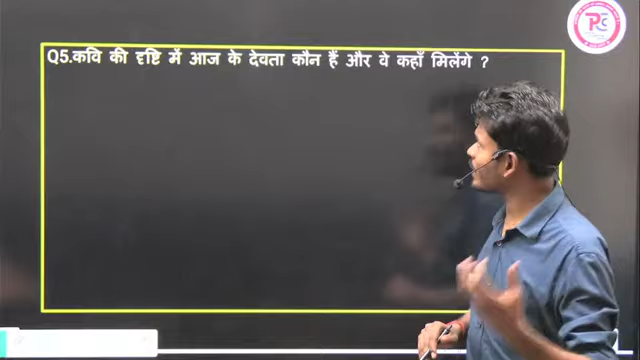 Q5.कवि की दृष्टि में आज के देवता कौन हैं और वे कहाँ मिलेंगे ?